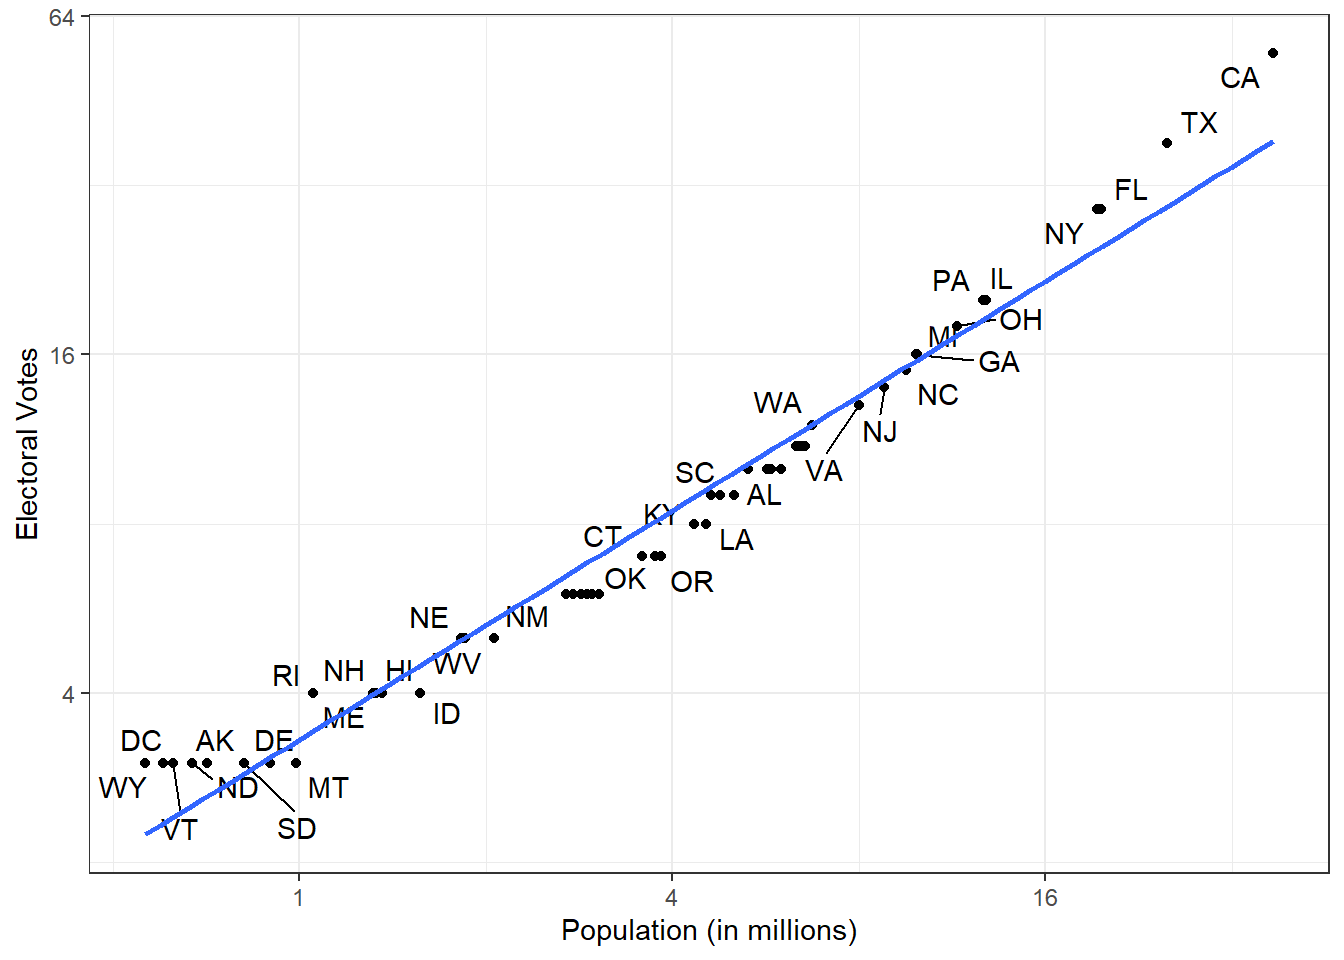 64
CA
TX
FL
NY
PA IL
OH
MI
16
GA
NC
WA
NJ
SC
VA
AL
KY
LA
CT
OK OR
NE NM
WV
RI NH HI
4
ME ID
DC AK DE
WY ND MT
VT SD
1 4 16
Electoral Votes
Population (in millions)